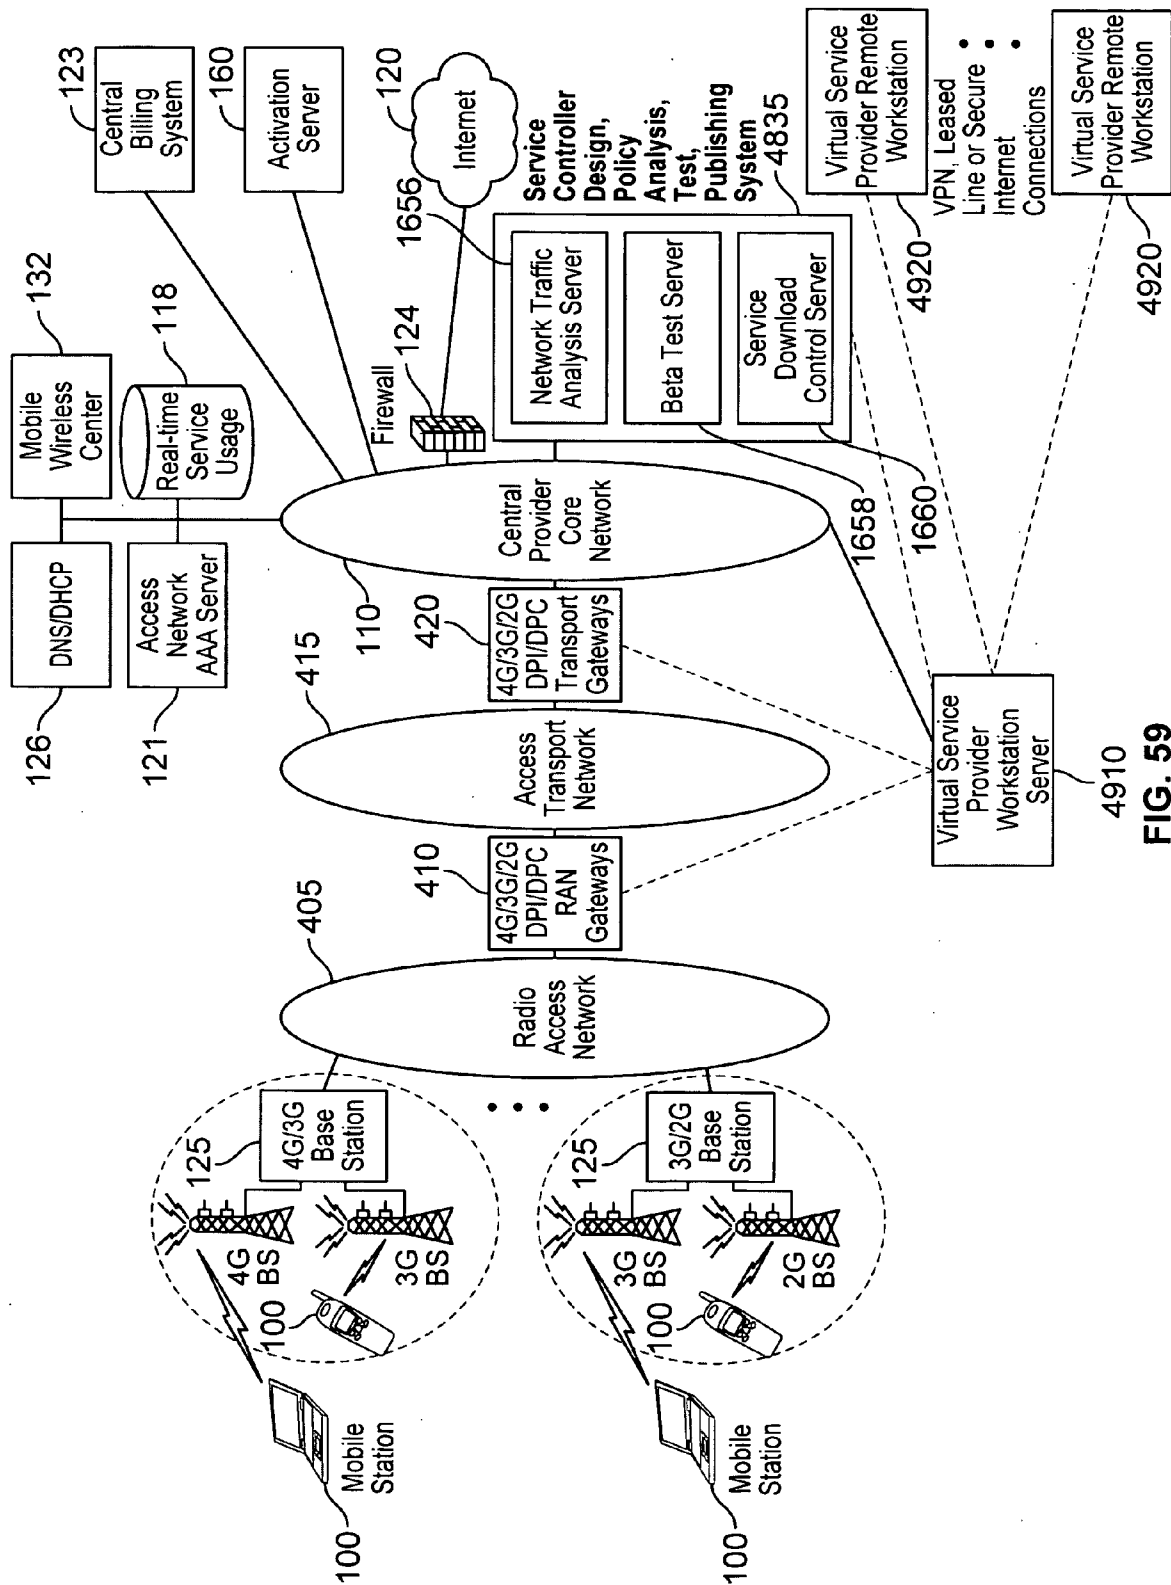 123
Central
Billing
System
160
Activation
Server
120
Internet
132
Mobile
Wireless
Center
118
Real-time
Service
Usage
DNS/DHCP
126
Access
Network
AAA Server
121
Firewall
124
1656
Service
Controller
Design,
Policy
Analysis,
Test,
Publishing
System
4835
Network Traffic
Analysis Server
Beta Test Server
Service
Download
Control Server
1658
1660
Central
Provider
Core
Network
110
420
4G/3G/2G
DPI/DPC
Transport
Gateways
415
Access
Transport
Network
410
4G/3G/2G
DPI/DPC
RAN
Gateways
405
Radio
Access
Network
125
4G/3G
Base
Station
4G
BS
3G
BS
100
100
Mobile
Station
125
3G/2G
Base
Station
3G
BS
2G
BS
100
100
Mobile
Station
Virtual Service
Provider Remote
Workstation
4920
VPN, Leased
Line or Secure
Internet
Connections
Virtual Service
Provider Remote
Workstation
4920
Virtual Service
Provider
Workstation
Server
4910
FIG. 59